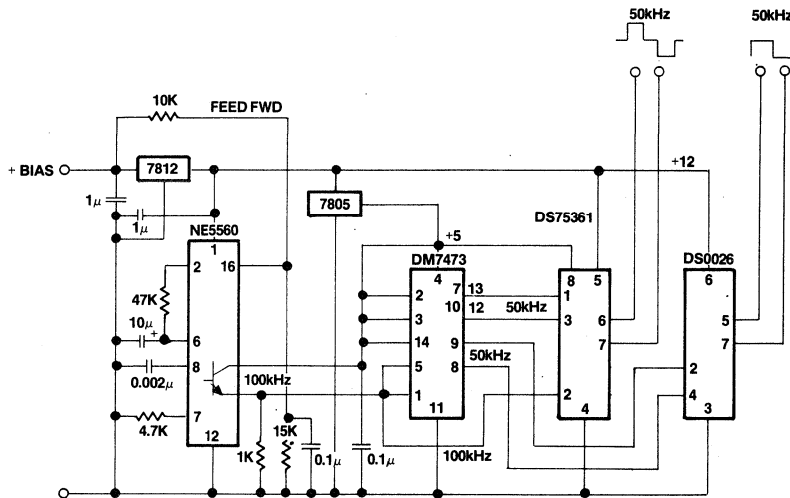 50kHz
50kHz
10K
FEED FWD
+ BIAS
7812
+12
1μ
1μ
7805
DS75361
NE5560
+5
DM7473
DS0026
1
2
16
4
8
5
6
47K
7
13
2
1
10
12
50kHz
3
3
6
5
10μ
+
6
14
9
7
7
8
50kHz
2
0.002μ
5
8
100kHz
1
2
4
7
11
4
3
4.7K
12
1K
15K
0.1μ
0.1μ
100kHz